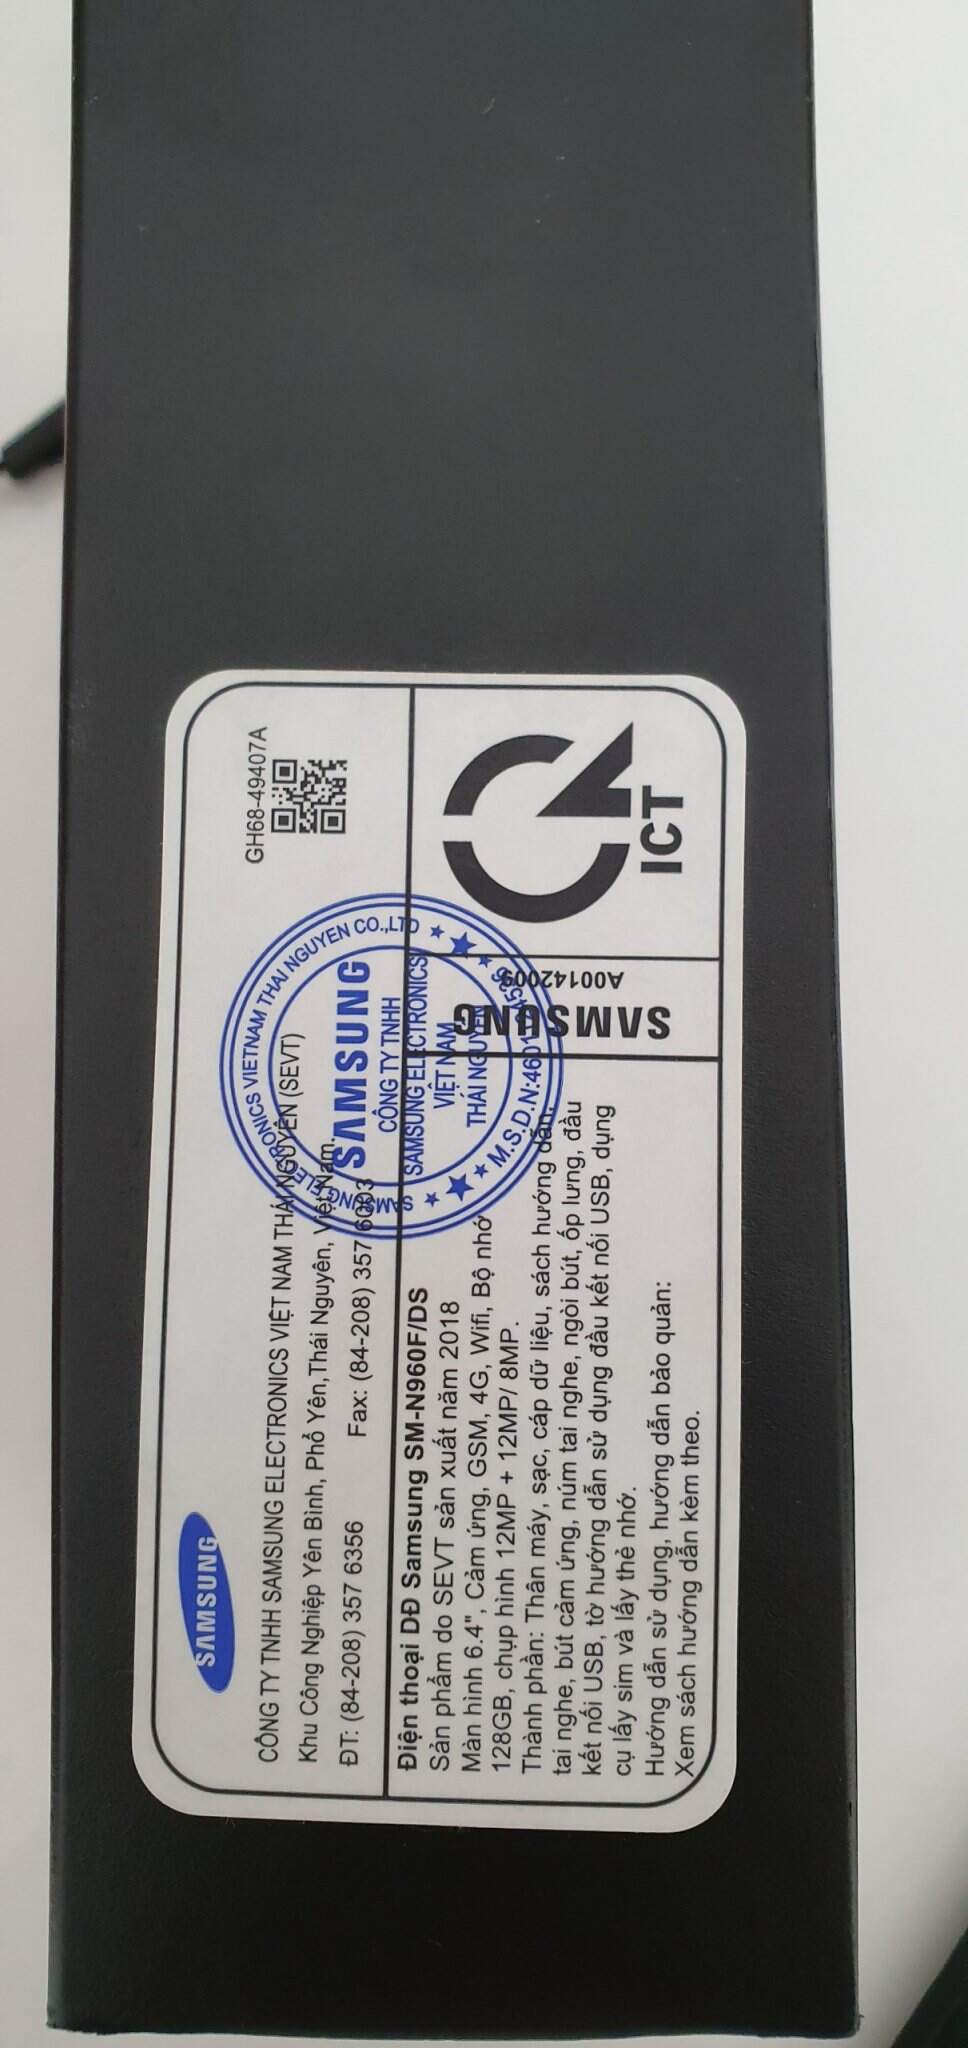 SAMSUNG
GH68-49407A
CÔNG TY TNHH SAMSUNG ELECTRONICS VIỆT NAM THÁI NGUYÊN (SEVT)
Khu Công Nghiệp Yên Bình, Phổ Yên,Thái Nguyên, Việt Nam.
ĐT: (84-208) 357 6356 Fax: (84-208) 357 6003
SAMSUNG ELECTRONICS VIETNAM THAI NGUYEN CO.,LTD
SAMSUNG
CÔNG TY TNHH
SAMSUNG ELECTRONICS
VIỆT NAM
THÁI NGUYÊN
M.S.D.N:
Điện thoại DĐ Samsung SM-N960F/DS
Sản phẩm do SEVT sản xuất năm 2018
Màn hình 6.4", Cảm ứng, GSM, 4G, Wifi, Bộ nhớ
128GB, chụp hình 12MP + 12MP/ 8MP.
Thành phần: Thân máy, sạc, cáp dữ liệu, sách hướng dẫn,
tai nghe, bút cảm ứng, núm tai nghe, ngòi bút, ốp lưng, đầu
kết nối USB, tờ hướng dẫn sử dụng đầu kết nối USB, dụng
cụ lấy sim và lấy thẻ nhớ.
Hướng dẫn sử dụng, hướng dẫn bảo quản:
Xem sách hướng dẫn kèm theo.
SAMSUNG
A00142009
ICT